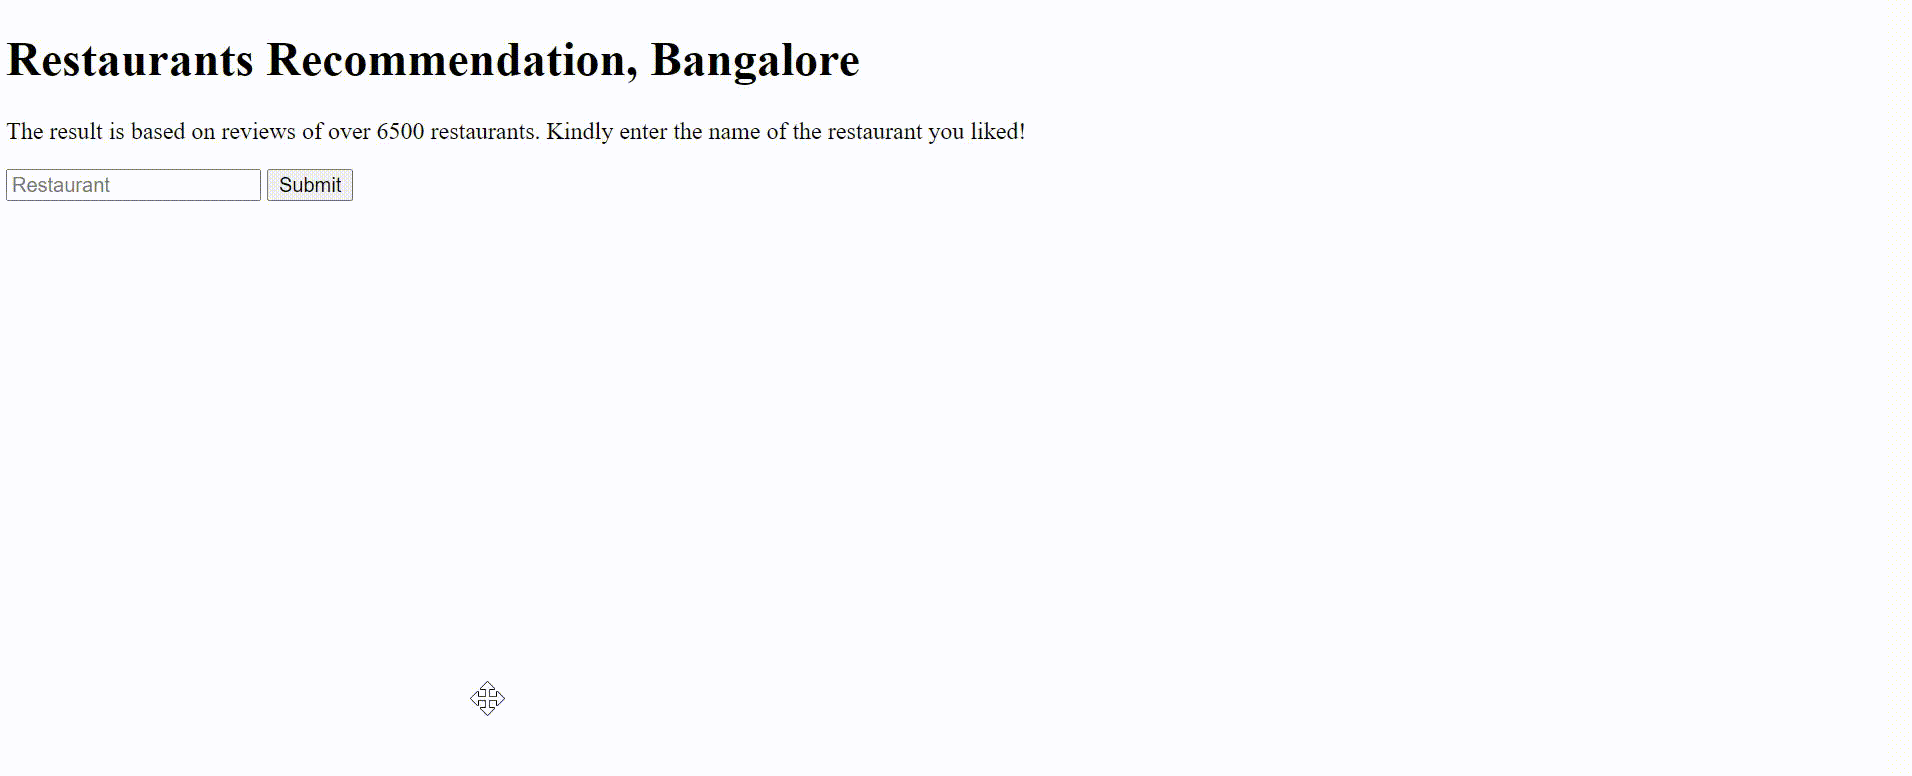 Restaurants Recommendation, Bangalore
The result is based on reviews of over 6500 restaurants. Kindly enter the name of the restaurant you liked!
Restaurant Submit